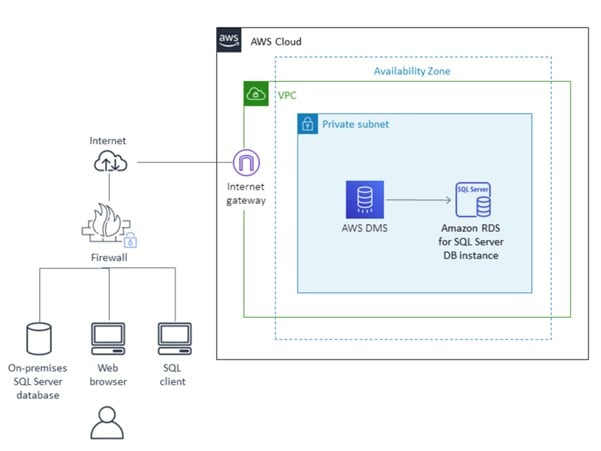 aws
AWS Cloud
Availability Zone
VPC
Private subnet
Internet
Internet
gateway
SQL Server
AWS DMS
Amazon RDS
for SQL Server
DB instance
Firewall
On-premises
SQL Server
database
Web
browser
SQL
client